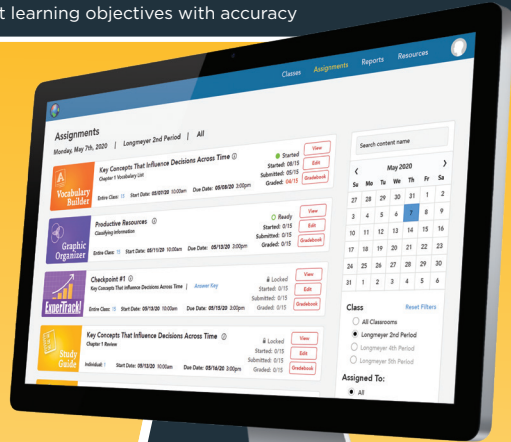 t learning objectives with accuracy
Classes Assignments Reports Resources
Assignments
Monday, May 7th, 2020 | Longmeyer 2nd Period | All
A
Vocabulary
Builder
Key Concepts That Influence Decisions Across Time
Chapter 1 Vocabulary List
Entire Class: 15 Start Date: 05/07/20 10:00am Due Date: 05/08/20 3:00pm
Started
Started: 08/15
Submitted: 05/15
Graded: 04/15
View
Edit
Gradebook
Graphic
Organizer
Productive Resources
Classifying Information
Entire Class: 15 Start Date: 05/11/20 10:00am Due Date: 05/13/20 3:00pm
Ready
Started: 0/15
Submitted: 0/15
Graded: 0/15
View
Edit
Gradebook
ExperTrack!
Checkpoint #1
Key Concepts That Influence Decisions Across Time | Answer Key
Entire Class: 15 Start Date: 05/13/20 10:00am Due Date: 05/15/20 3:00pm
Locked
Started: 0/15
Submitted: 0/15
Graded: 0/15
View
Edit
Gradebook
Study
Guide
Key Concepts That Influence Decisions Across Time
Chapter 1 Review
Individual: 1 Start Date: 05/13/20 10:00am Due Date: 05/16/20 3:00pm
Locked
Started: 0/15
Submitted: 0/15
Graded: 0/15
View
Edit
Gradebook
Search content name
< May 2020 >
Su Mo Tu We Th Fr Sa
27 28 29 30 31 1 2
3 4 5 6 7 8 9
10 11 12 13 14 15 16
17 18 19 20 21 22 23
24 25 26 27 28 29 30
31 1 2 3 4 5 6
Class Reset Filters
All Classrooms
Longmeyer 2nd Period
Longmeyer 4th Period
Longmeyer 5th Period
Assigned To:
All